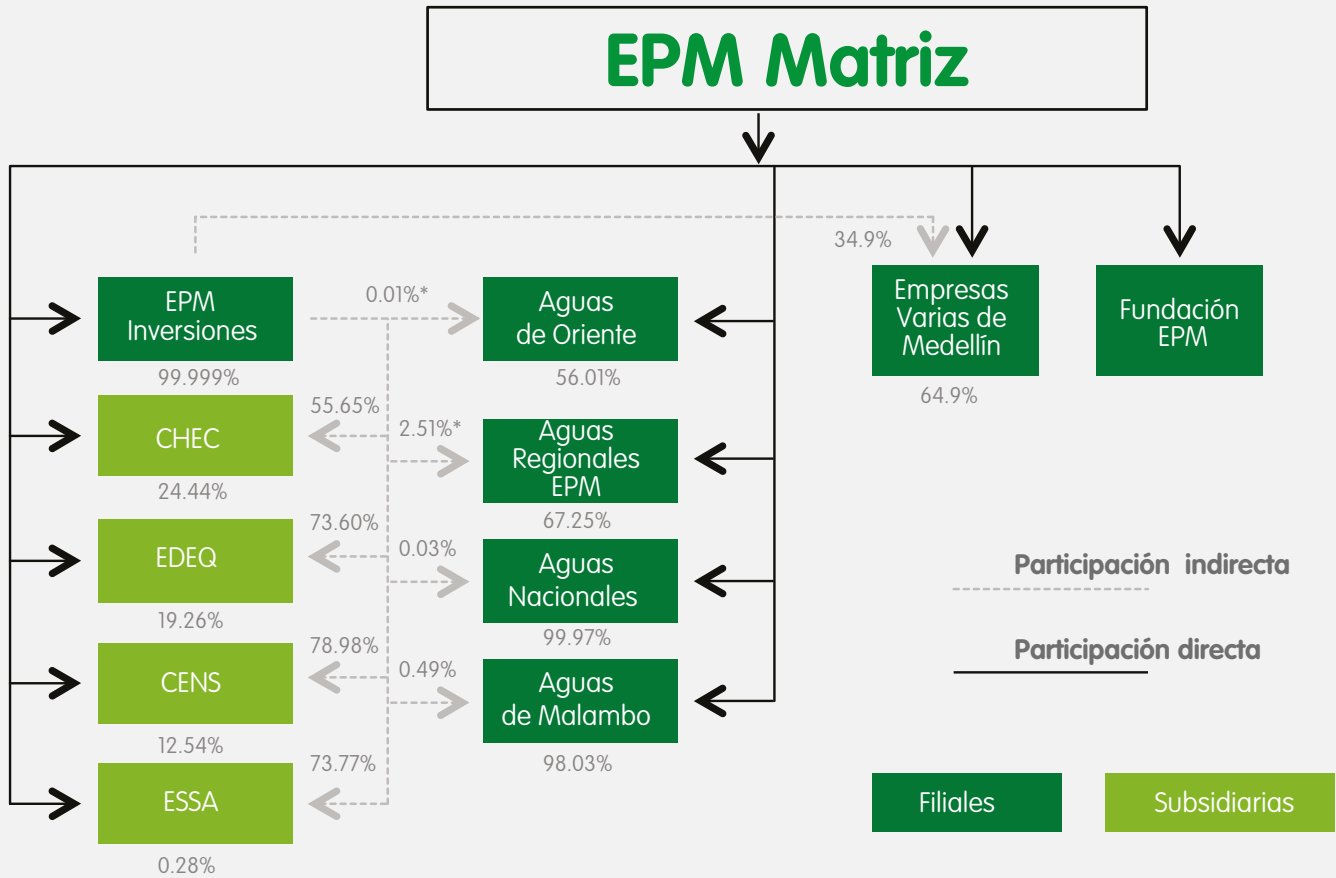 EPM Matriz
34.9%
EPM
Inversiones
99.999%
0.01%*
Aguas
de Oriente
56.01%
Empresas
Varias de
Medellín
64.9%
Fundación
EPM
CHEC
24.44%
55.65%
2.51%*
Aguas
Regionales
EPM
67.25%
EDEQ
19.26%
73.60%
0.03%
Aguas
Nacionales
99.97%
CENS
12.54%
78.98%
0.49%
Aguas
de Malambo
98.03%
ESSA
0.28%
73.77%
Participación indirecta
Participación directa
Filiales
Subsidiarias